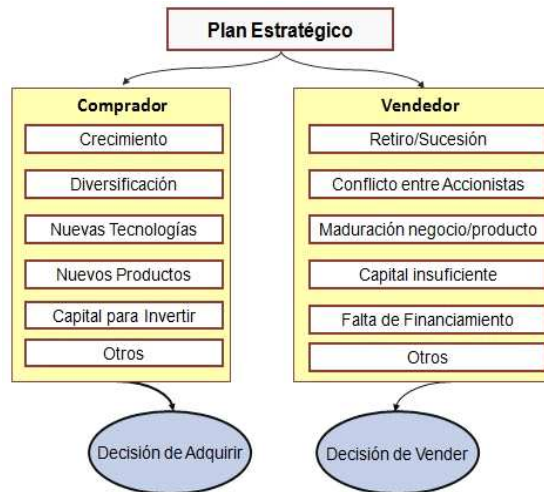 Plan Estratégico
Comprador
Crecimiento
Diversificación
Nuevas Tecnologías
Nuevos Productos
Capital para Invertir
Otros
Decisión de Adquirir
Vendedor
Retiro/Sucesión
Conflicto entre Accionistas
Maduración negocio/producto
Capital insuficiente
Falta de Financiamiento
Otros
Decisión de Vender